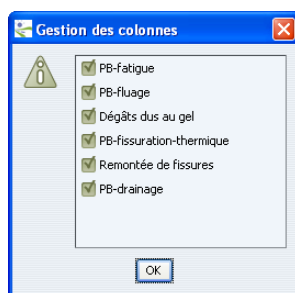 Gestion des colonnes
PB-fatigue
PB-fluage
Dégâts dus au gel
PB-fissuration-thermique
Remontée de fissures
PB-drainage
OK